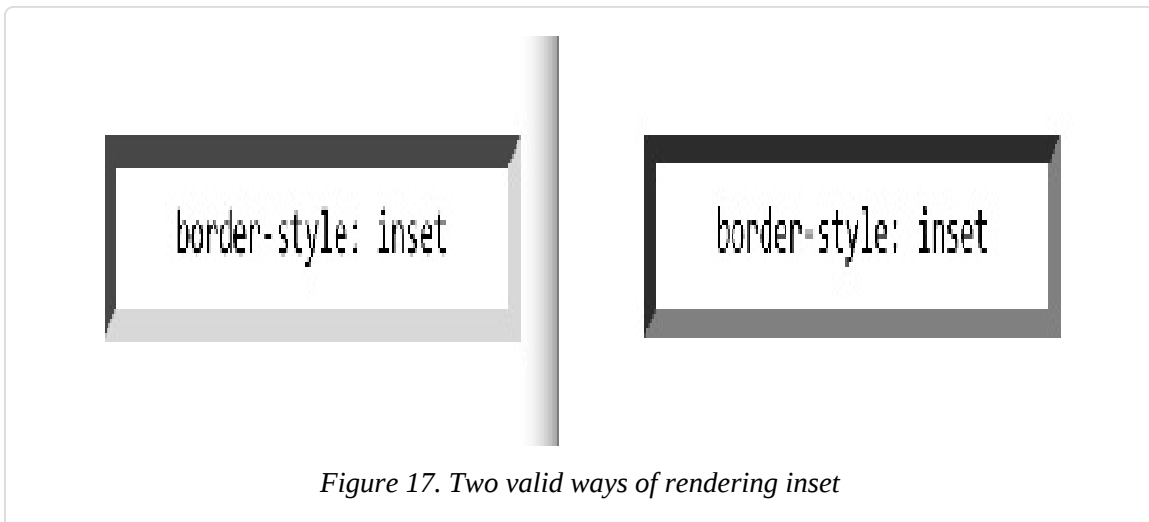 border-style: inset
border-style: inset
Figure 17. Two valid ways of rendering inset